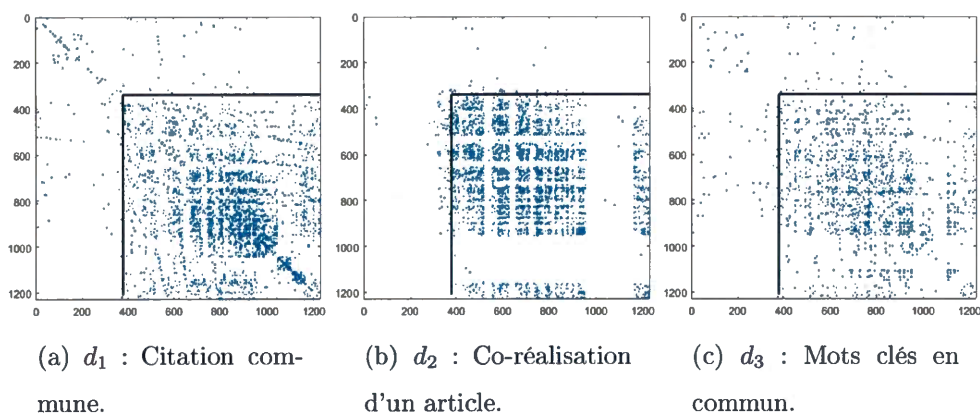 0
200
400
600
800
1000
1200
0 200 400 600 800 1000 1200
0
200
400
600
800
1000
1200
0 200 400 600 800 1000 1200
0
200
400
600
800
1000
1200
0 200 400 600 800 1000 1200
(a) d₁ : Citation com-
mune.
(b) d₂ : Co-réalisation
d'un article.
(c) d₃ : Mots clés en
commun.